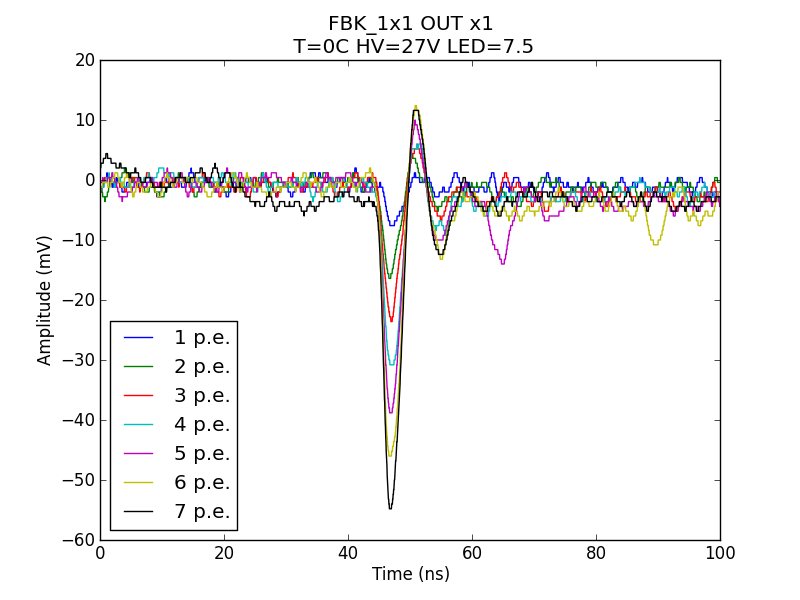 FBK_1x1 OUT x1
T=0C HV=27V LED=7.5
20
10
0
−10
−20
−30
−40
−50
−60
Amplitude (mV)
1 p.e.
2 p.e.
3 p.e.
4 p.e.
5 p.e.
6 p.e.
7 p.e.
0 20 40 60 80 100
Time (ns)